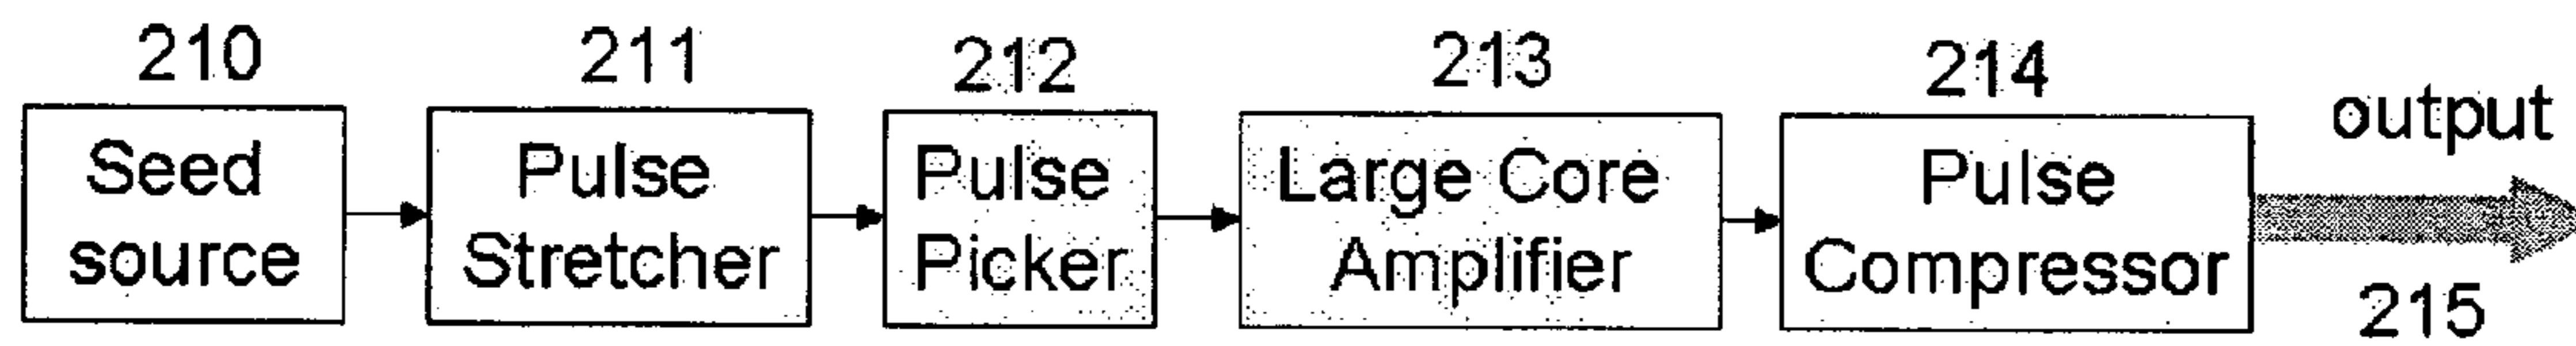 210
211
212
213
214
output
Seed
source
Pulse
Stretcher
Pulse
Picker
Large Core
Amplifier
Pulse
Compressor
215